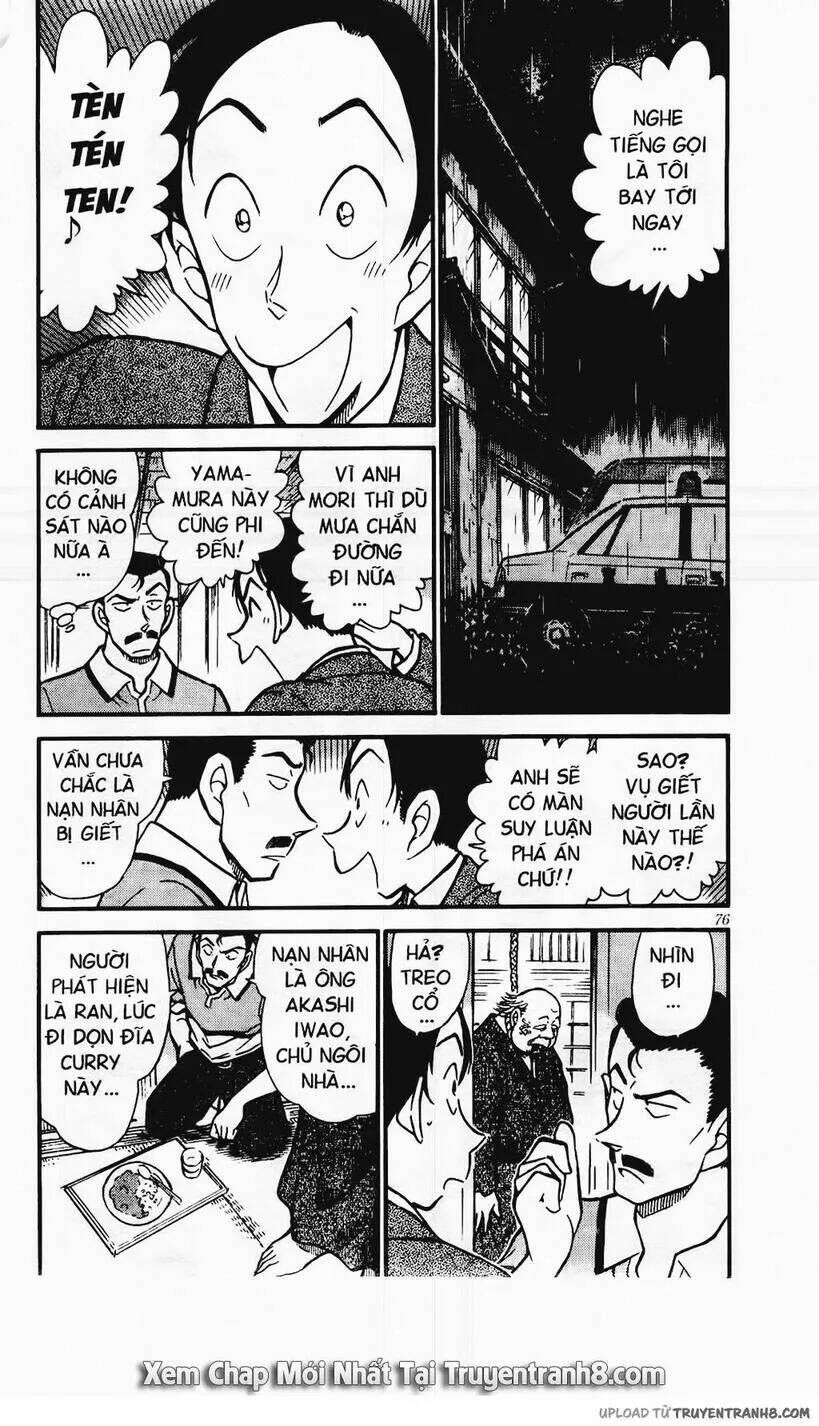 NGHE
TIẾNG GỌI
LÀ TÔI
BAY TỚI
NGAY
...
TÈN
TÉN
TEN!
♪
VÌ ANH
MORI THÌ DÙ
MƯA CHẮN
ĐƯỜNG
ĐI NỮA
...
YAMA-
MURA NÀY
CŨNG PHI
ĐẾN!
KHÔNG
CÓ CẢNH
SÁT NÀO
NỮA À
...
SAO?
VỤ GIẾT
NGƯỜI LẦN
NÀY THẾ
NÀO?!
ANH SẼ
CÓ MÀN
SUY LUẬN
PHÁ ÁN
CHỨ!!
VẪN CHƯA
CHẮC LÀ
NẠN NHÂN
BỊ GIẾT
...
76
NHÌN
ĐI
...
HẢ?
TREO
CỔ
...
NẠN NHÂN
LÀ ÔNG
AKASHI
IWAO,
CHỦ NGÔI
NHÀ...
NGƯỜI
PHÁT HIỆN
LÀ RAN, LÚC
ĐI DỌN ĐĨA
CURRY
NÀY...
Xem Chap Mới Nhất Tại Truyentranh8.com
UPLOAD TỪ TRUYENTRANH8.COM